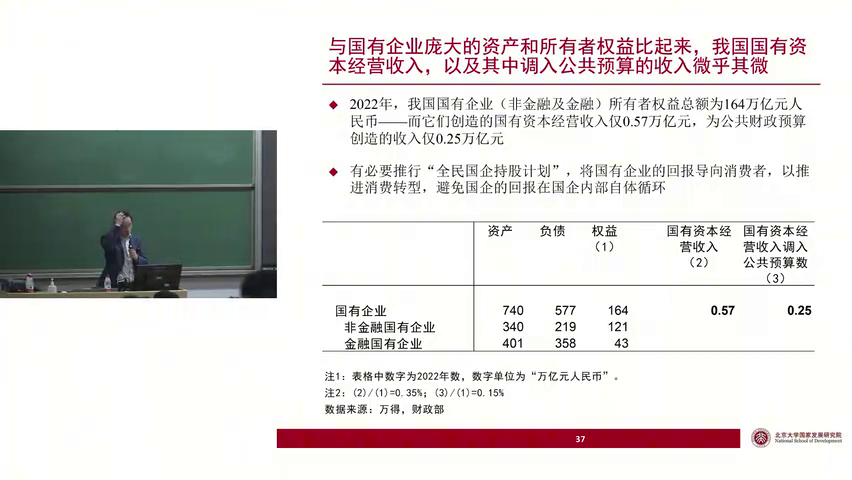 与国有企业庞大的资产和所有者权益比起来，我国国有资
本经营收入，以及其中调入公共预算的收入微乎其微
2022年，我国国有企业（非金融及金融）所有者权益总额为164万亿元人
民币——而它们创造的国有资本经营收入仅0.57万亿元，为公共财政预算
创造的收入仅0.25万亿元
有必要推行“全民国企持股计划”，将国有企业的回报导向消费者，以推
进消费转型，避免国企的回报在国企内部自体循环
资产 负债 权益（1） 国有资本经营收入（2） 国有资本经营收入调入公共预算数（3）
国有企业 740 577 164 0.57 0.25
非金融国有企业 340 219 121
金融国有企业 401 358 43
注1：表格中数字为2022年数，数字单位为“万亿元人民币”。
注2：(2)/(1)=0.35%；(3)/(1)=0.15%
数据来源：万得，财政部
37
北京大学国家发展研究院
National School of Development